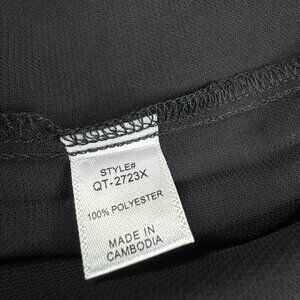 STYLE#
QT-2723X
100% POLYESTER
MADE IN
CAMBODIA